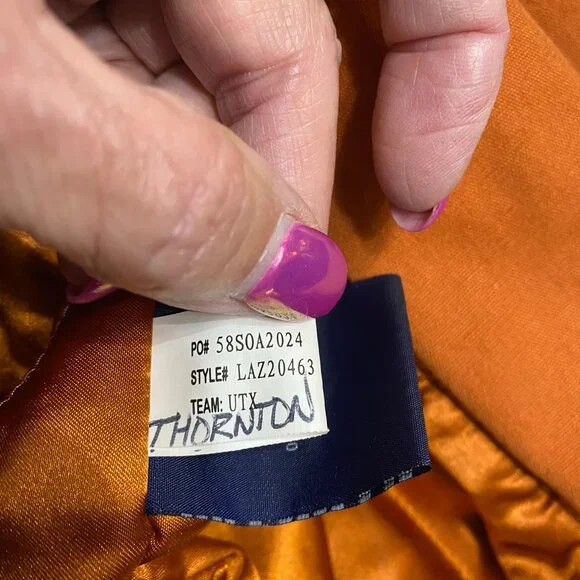 PO# 58SOA2024
STYLE# LAZ20463
TEAM: UTX
THORNTON